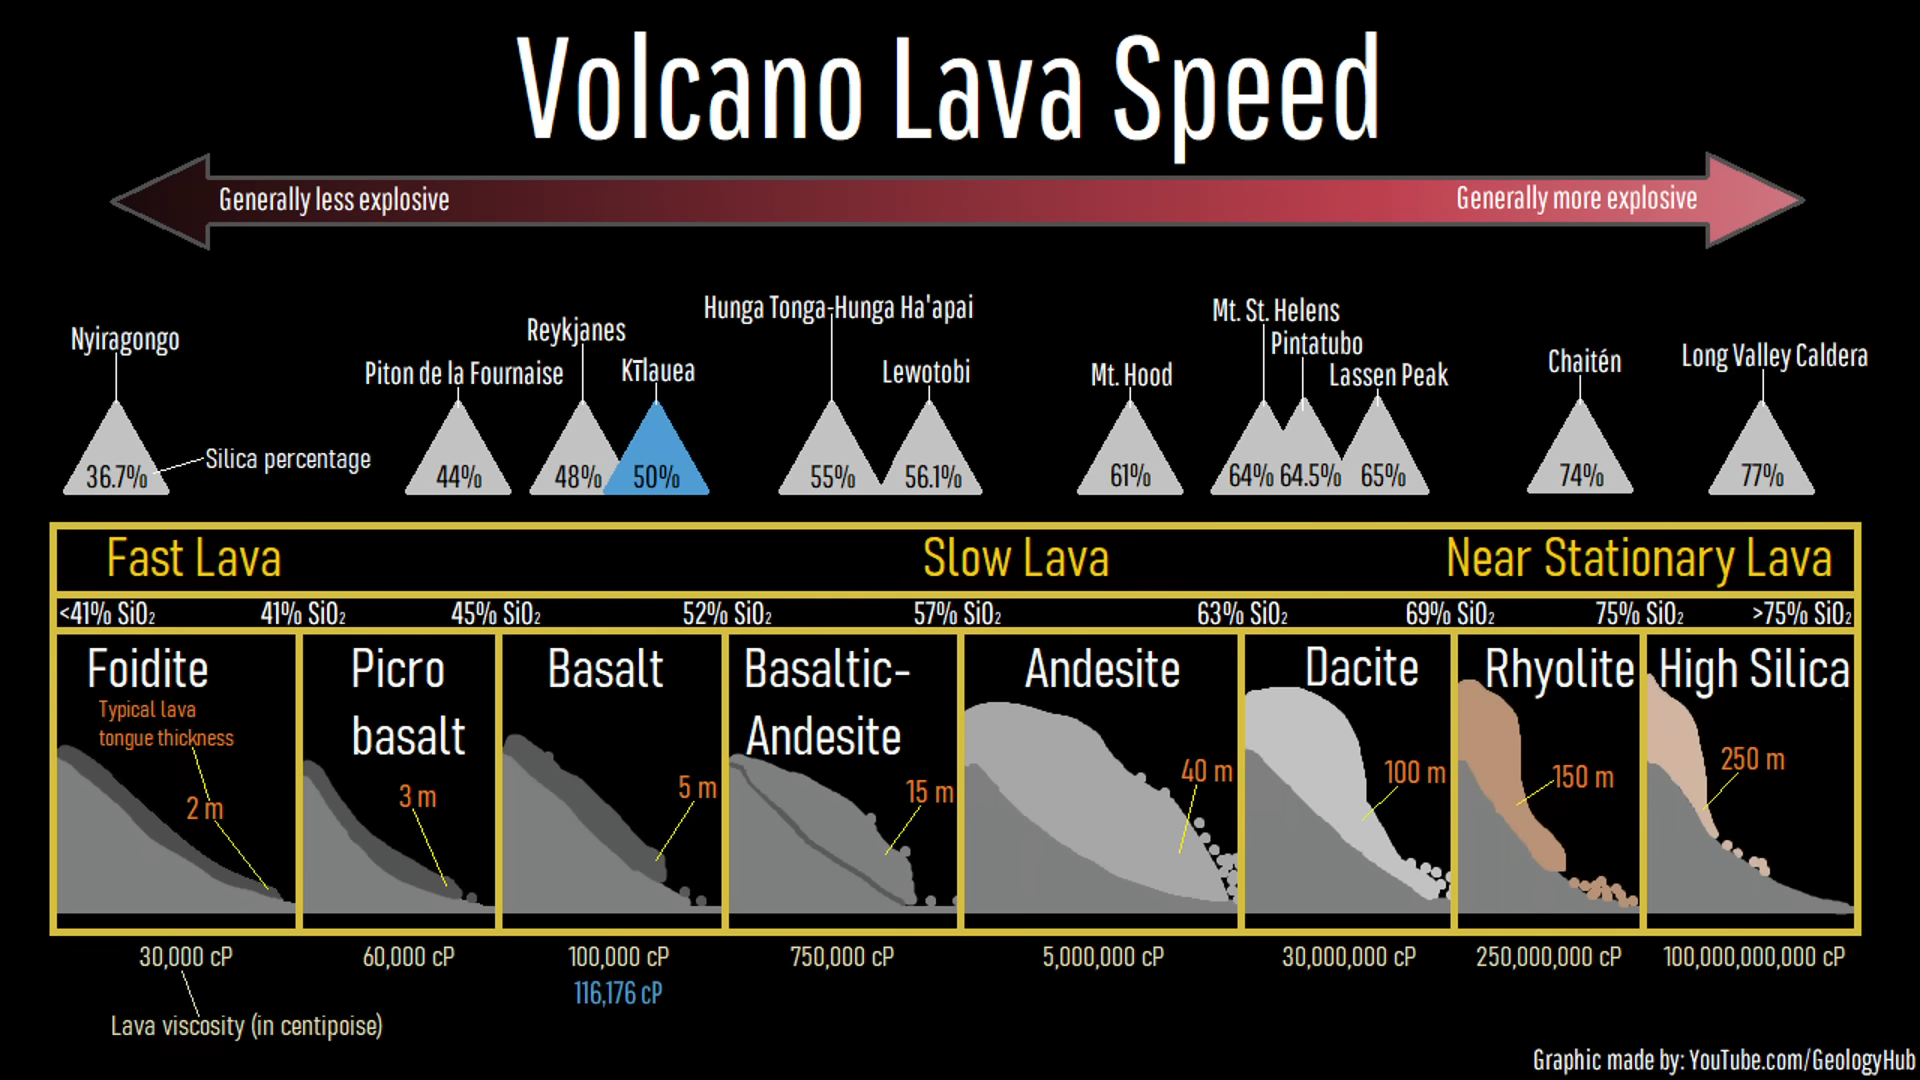 Volcano Lava Speed
Generally less explosive
Generally more explosive
Nyiragongo
Piton de la Fournaise
Reykjanes
Kīlauea
Hunga Tonga-Hunga Ha'apai
Lewotobi
Mt. Hood
Mt. St. Helens
Pintatubo
Lassen Peak
Chaitén
Long Valley Caldera
36.7%
Silica percentage
44%
48%
50%
55%
56.1%
61%
64%
64.5%
65%
74%
77%
Fast Lava
Slow Lava
Near Stationary Lava
<41% SiO₂
41% SiO₂
45% SiO₂
52% SiO₂
57% SiO₂
63% SiO₂
69% SiO₂
75% SiO₂
>75% SiO₂
Foidite
Typical lava
tongue thickness
2 m
Picro
basalt
3 m
Basalt
5 m
Basaltic-
Andesite
15 m
Andesite
40 m
Dacite
100 m
Rhyolite
150 m
High Silica
250 m
30,000 cP
60,000 cP
100,000 cP
750,000 cP
5,000,000 cP
30,000,000 cP
250,000,000 cP
100,000,000,000 cP
116,176 cP
Lava viscosity (in centipoise)
Graphic made by: YouTube.com/GeologyHub